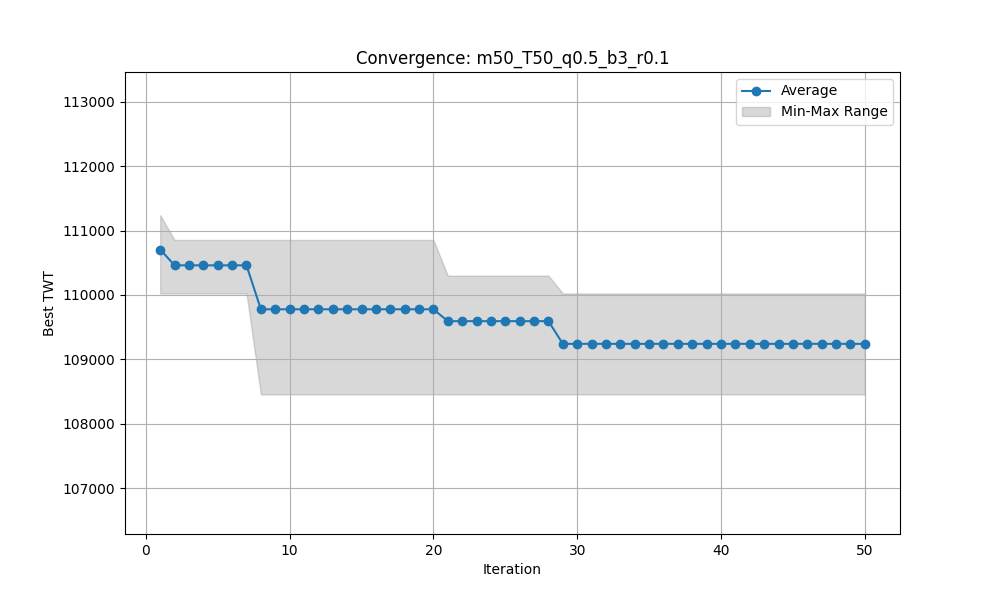 Convergence: m50_T50_q0.5_b3_r0.1
Average
Min-Max Range
Best TWT
113000
112000
111000
110000
109000
108000
107000
0 10 20 30 40 50
Iteration